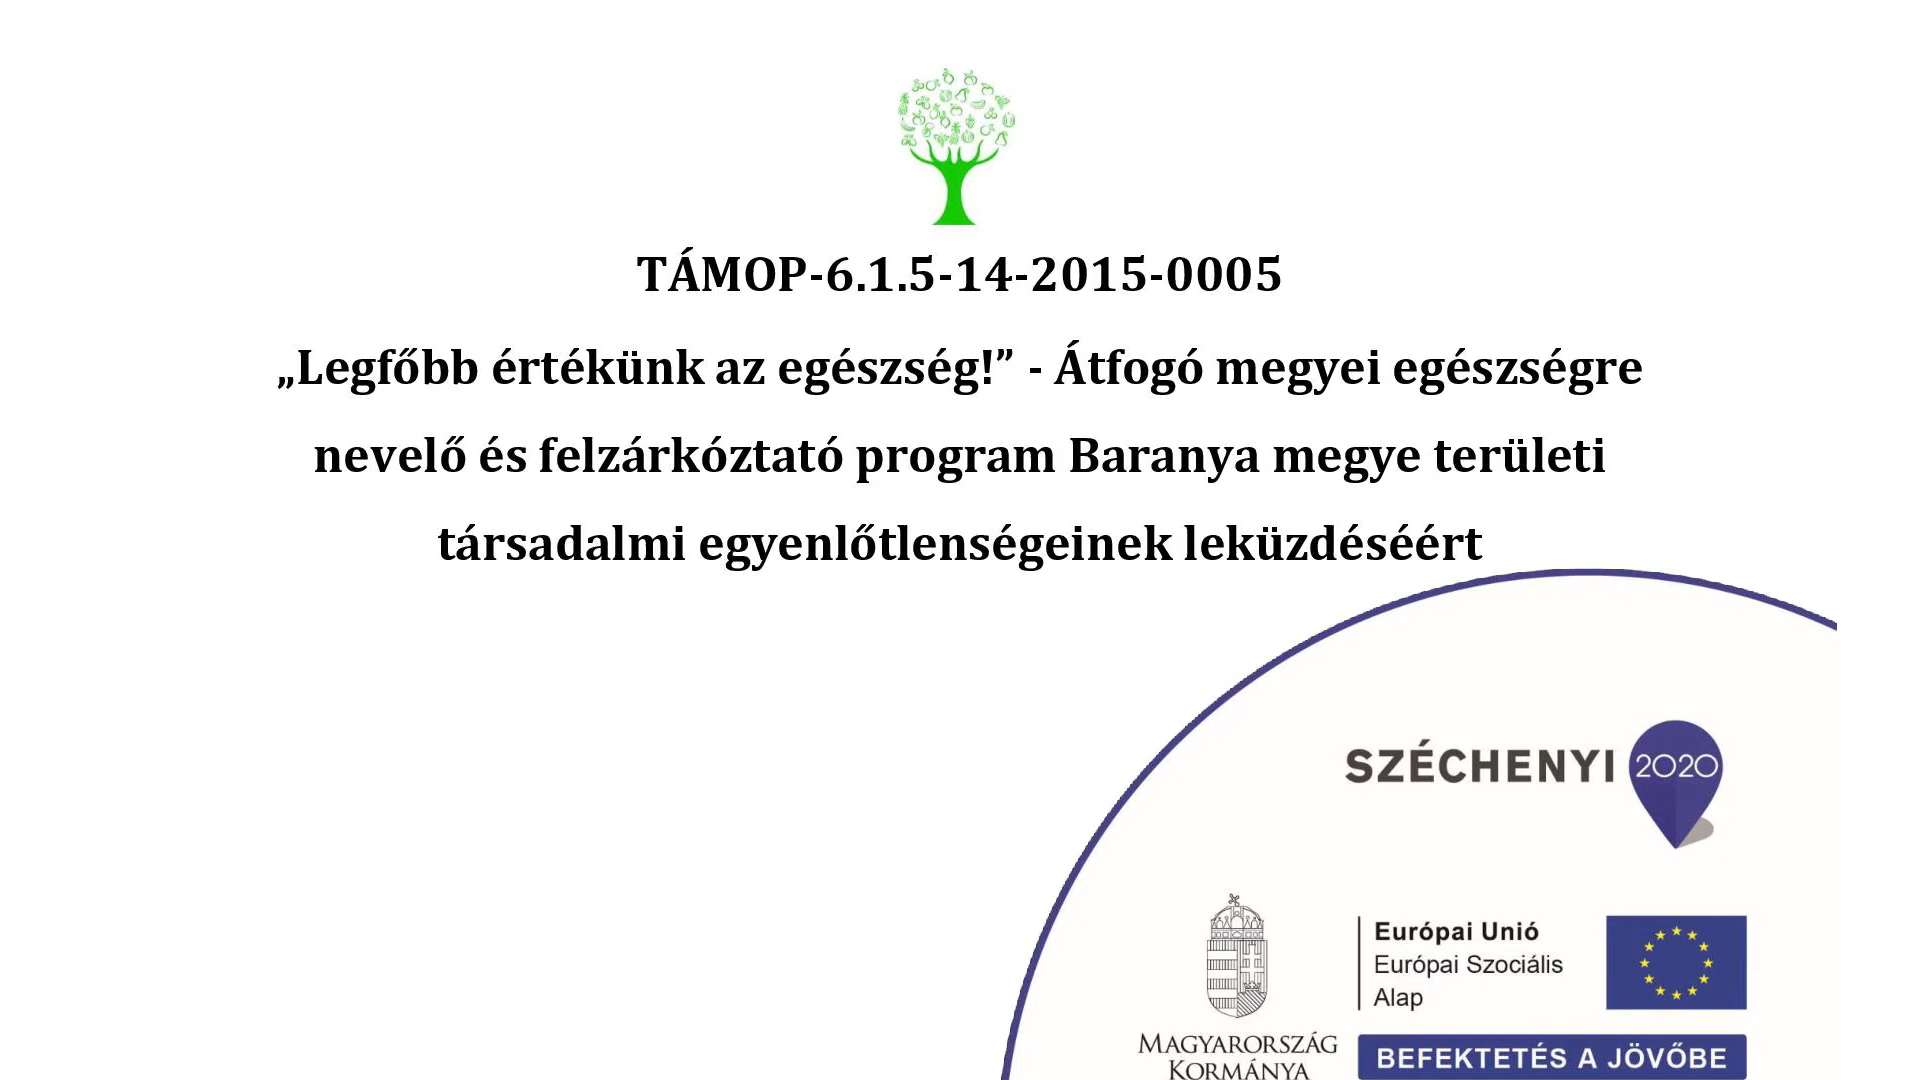 TÁMOP-6.1.5-14-2015-0005
„Legfőbb értékünk az egészség!” - Átfogó megyei egészségre
nevelő és felzárkóztató program Baranya megye területi
társadalmi egyenlőtlenségeinek leküzdéséért
SZÉCHENYI 2020
Európai Unió
Európai Szociális
Alap
MAGYARORSZÁG
KORMÁNYA
BEFEKTETÉS A JÖVŐBE